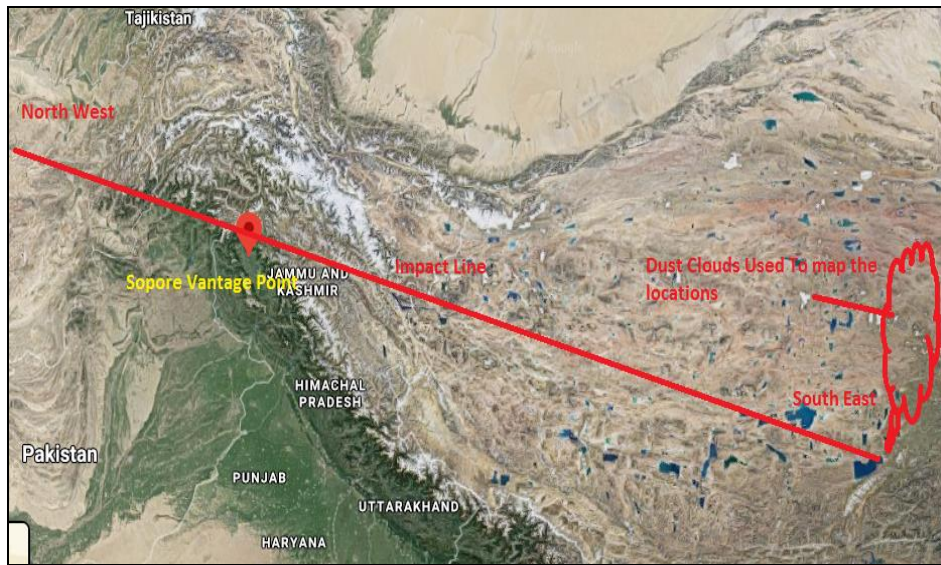 Tajikistan
North West
Sopore Vantage Point
JAMMU AND
KASHMIR
Impact Line
Dust Clouds Used To map the
locations
HIMACHAL
PRADESH
South East
Pakistan
PUNJAB
UTTARAKHAND
HARYANA